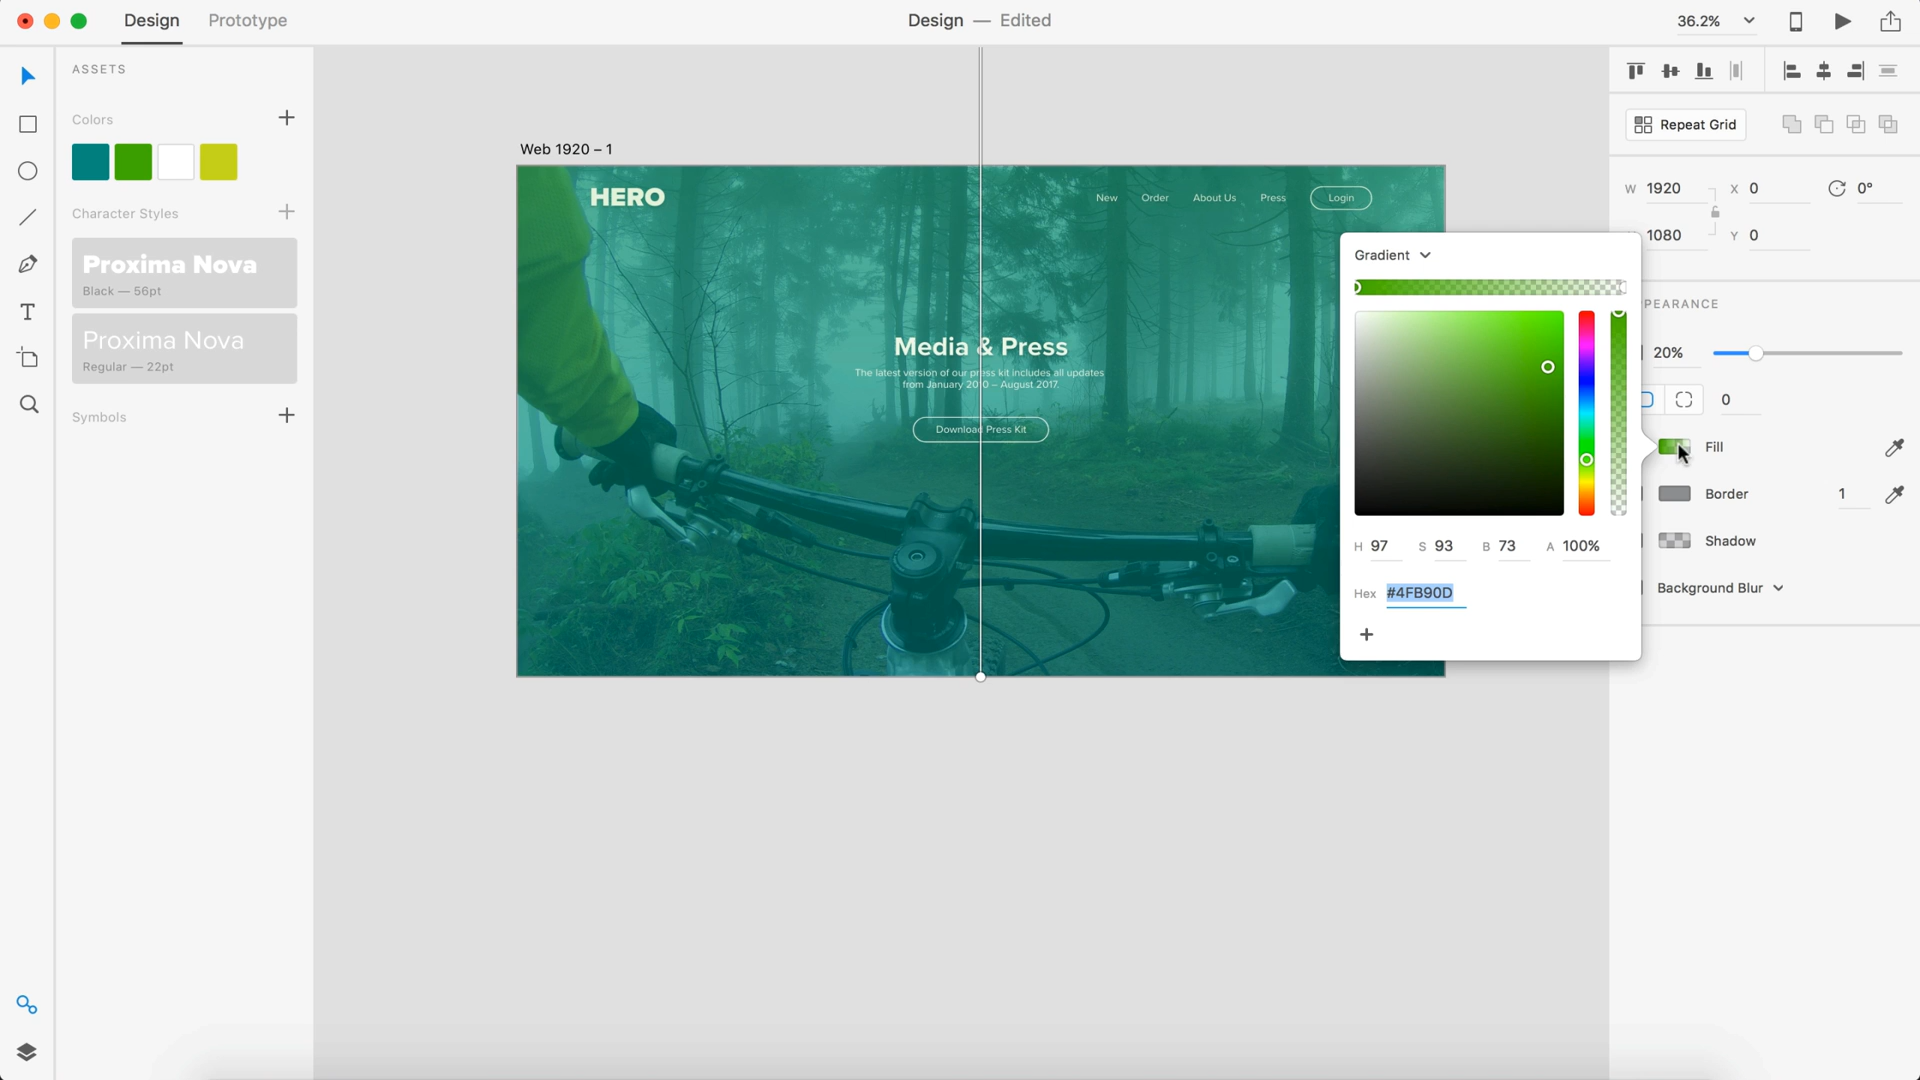 Design Prototype
Design — Edited
36.2%
ASSETS
Colors
Character Styles
Proxima Nova
Black — 56pt
Proxima Nova
Regular — 22pt
Symbols
Web 1920 – 1
HERO
New Order About Us Press Login
Media & Press
The latest version of our press kit includes all updates
from January 2010 – August 2017.
Download Press Kit
Gradient
H 97 S 93 B 73 A 100%
Hex #4FB90D
Repeat Grid
W 1920 X 0 0°
1080 Y 0
PEARANCE
20%
0
Fill
Border 1
Shadow
Background Blur